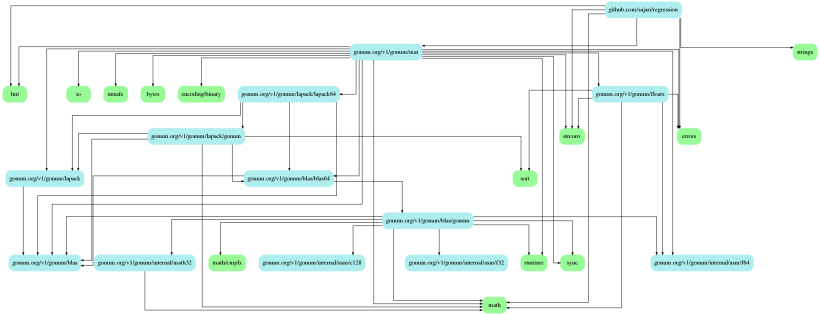 github.com/sajari/regression
gonum.org/v1/gonum/mat
strings
fmt
io
unsafe
bytes
encoding/binary
gonum.org/v1/gonum/lapack/lapack64
gonum.org/v1/gonum/floats
gonum.org/v1/gonum/lapack/gonum
strconv
errors
gonum.org/v1/gonum/lapack
gonum.org/v1/gonum/blas/blas64
sort
gonum.org/v1/gonum/blas/gonum
gonum.org/v1/gonum/blas
gonum.org/v1/gonum/internal/math32
math/cmplx
gonum.org/v1/gonum/internal/asm/c128
gonum.org/v1/gonum/internal/asm/f32
runtime
sync
gonum.org/v1/gonum/internal/asm/f64
math